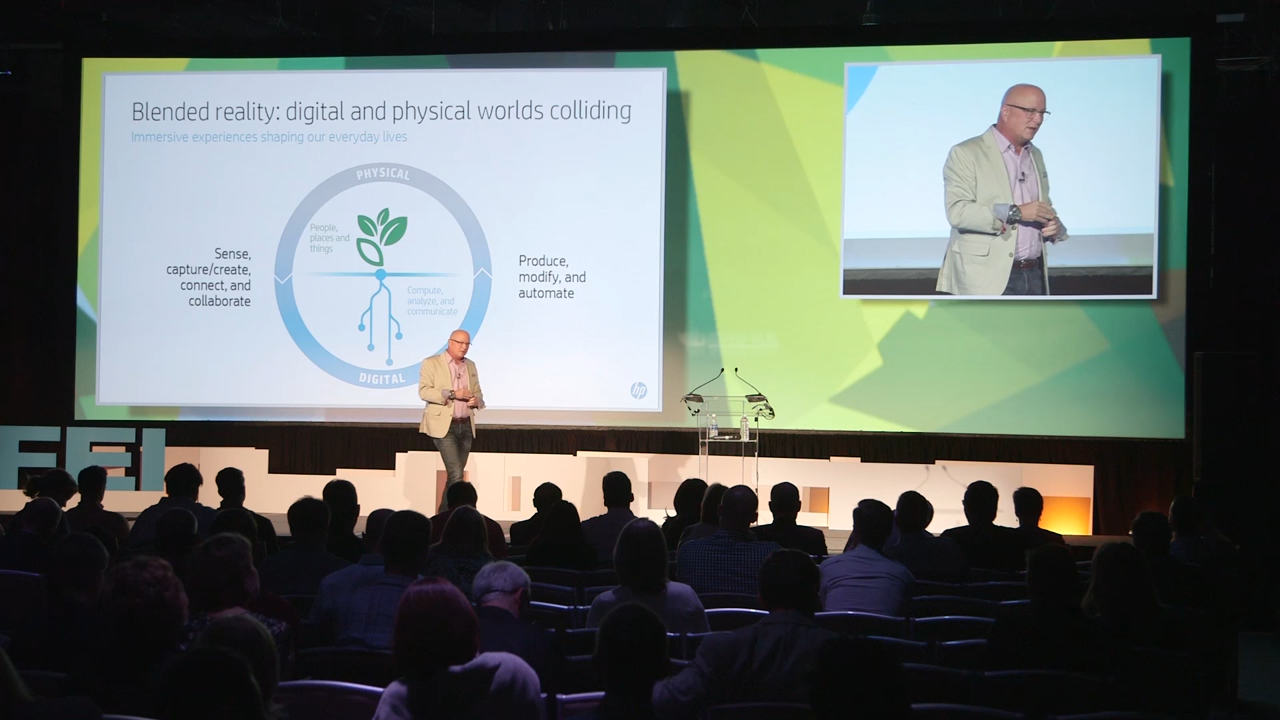 Blended reality: digital and physical worlds colliding
Immersive experiences shaping our everyday lives
PHYSICAL
People,
places and
things
Sense,
capture/create,
connect, and
collaborate
Produce,
modify, and
automate
Compute,
analyze, and
communicate
DIGITAL
hp
FEI